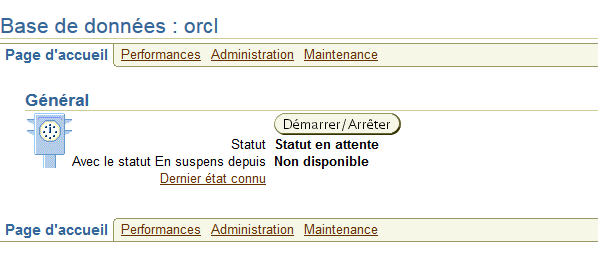 Base de données : orcl
Page d'accueil Performances Administration Maintenance
Général
Démarrer/Arrêter
Statut Statut en attente
Avec le statut En suspens depuis Non disponible
Dernier état connu
Page d'accueil Performances Administration Maintenance